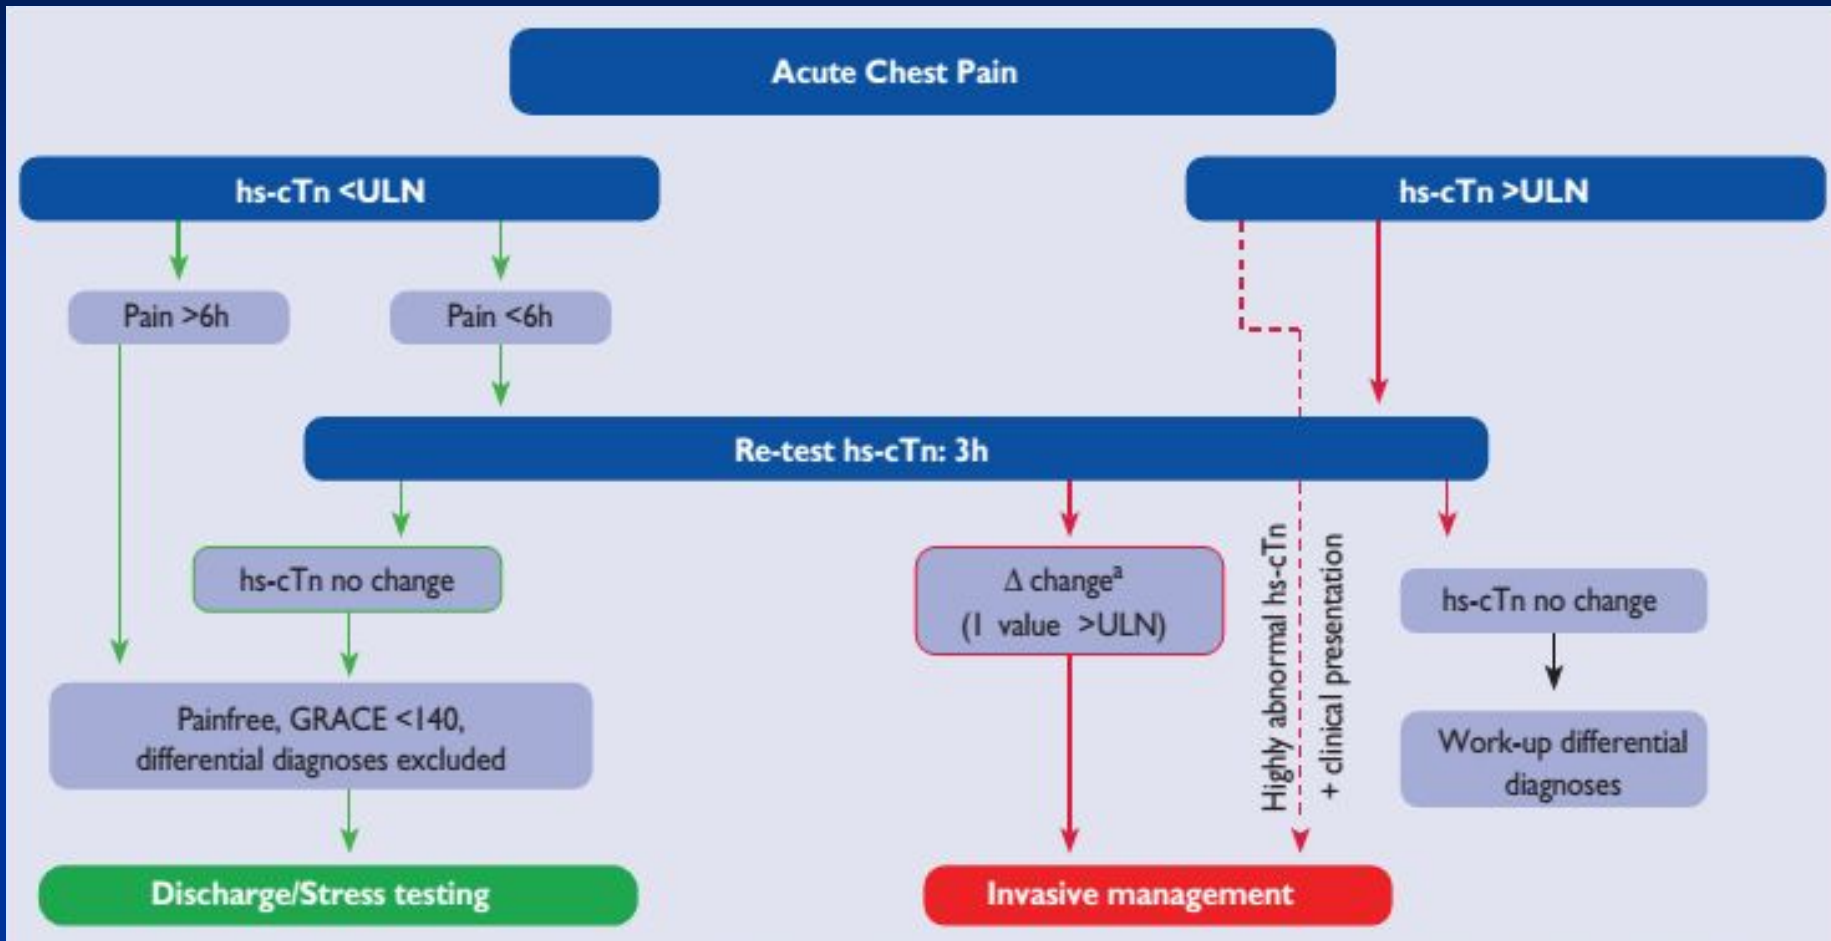 Acute Chest Pain
hs-cTn <ULN
hs-cTn >ULN
Pain >6h
Pain <6h
Re-test hs-cTn: 3h
hs-cTn no change
Δ changeᵃ
(1 value >ULN)
Highly abnormal hs-cTn
+ clinical presentation
hs-cTn no change
Painfree, GRACE <140,
differential diagnoses excluded
Work-up differential
diagnoses
Discharge/Stress testing
Invasive management